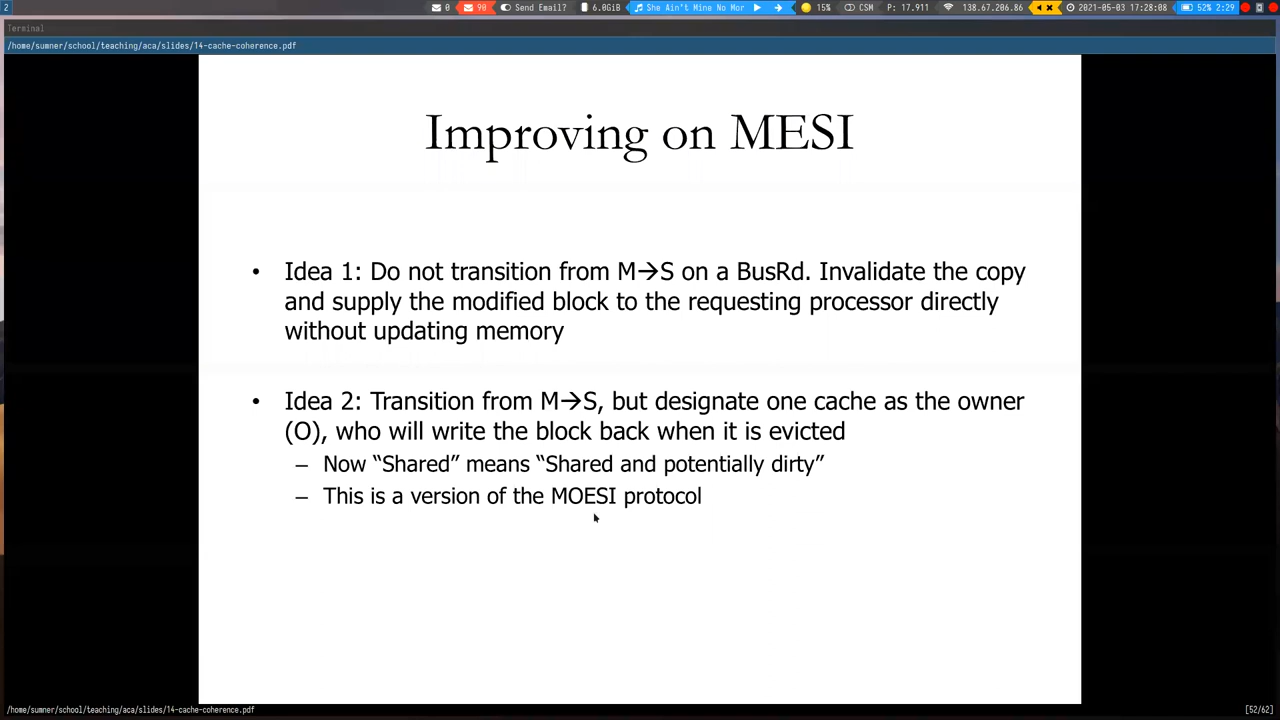 2 0 90 Send Email? 6.0GiB She Ain't Mine No Mor 15% CSM P: 17.911 138.67.206.86 2021-05-03 17:28:08 52% 2:29
Terminal
/home/sumner/school/teaching/aca/slides/14-cache-coherence.pdf
Improving on MESI
• Idea 1: Do not transition from M→S on a BusRd. Invalidate the copy
and supply the modified block to the requesting processor directly
without updating memory
• Idea 2: Transition from M→S, but designate one cache as the owner
(O), who will write the block back when it is evicted
– Now “Shared” means “Shared and potentially dirty”
– This is a version of the MOESI protocol
/home/sumner/school/teaching/aca/slides/14-cache-coherence.pdf [52/62]